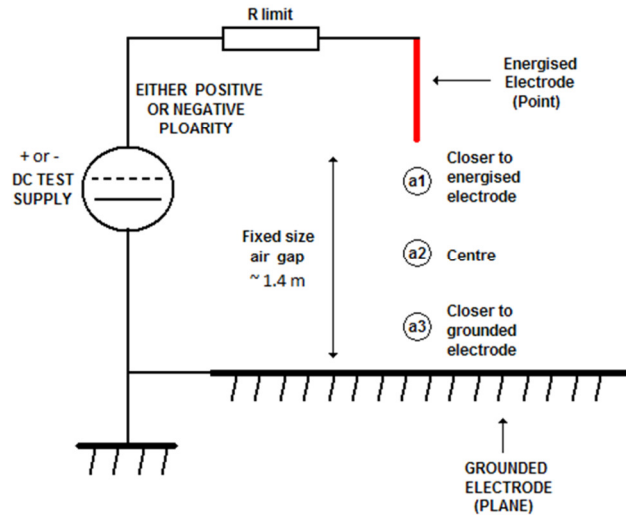 R limit
EITHER POSITIVE
OR NEGATIVE
PLOARITY
+ or -
DC TEST
SUPPLY
Energised
Electrode
(Point)
a1
Closer to
energised
electrode
Fixed size
air gap
~ 1.4 m
a2
Centre
a3
Closer to
grounded
electrode
GROUNDED
ELECTRODE
(PLANE)